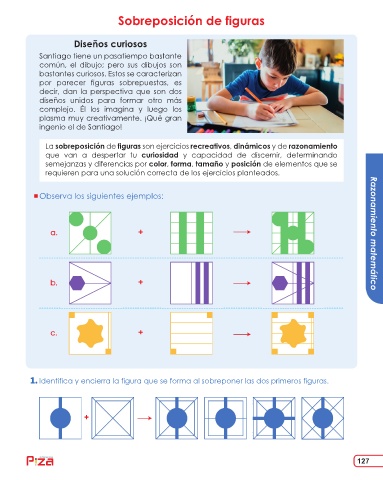 Sobreposición de figuras
Diseños curiosos
Santiago tiene un pasatiempo bastante
común, el dibujo; pero sus dibujos son
bastantes curiosos. Estos se caracterizan
por parecer figuras sobrepuestas, es
decir, dan la perspectiva que son dos
diseños unidos para formar otro más
complejo. Él los imagina y luego los
plasma muy creativamente. ¡Qué gran
ingenio el de Santiago!
La sobreposición de figuras son ejercicios recreativos, dinámicos y de razonamiento
que van a despertar tu curiosidad y capacidad de discernir, determinando
semejanzas y diferencias por color, forma, tamaño y posición de elementos que se
requieren para una solución correcta de los ejercicios planteados.
Observa los siguientes ejemplos:
a. +
b. +
c. +
Razonamiento matemático
1. Identifica y encierra la figura que se forma al sobreponer las dos primeros figuras.
+
Piza
127